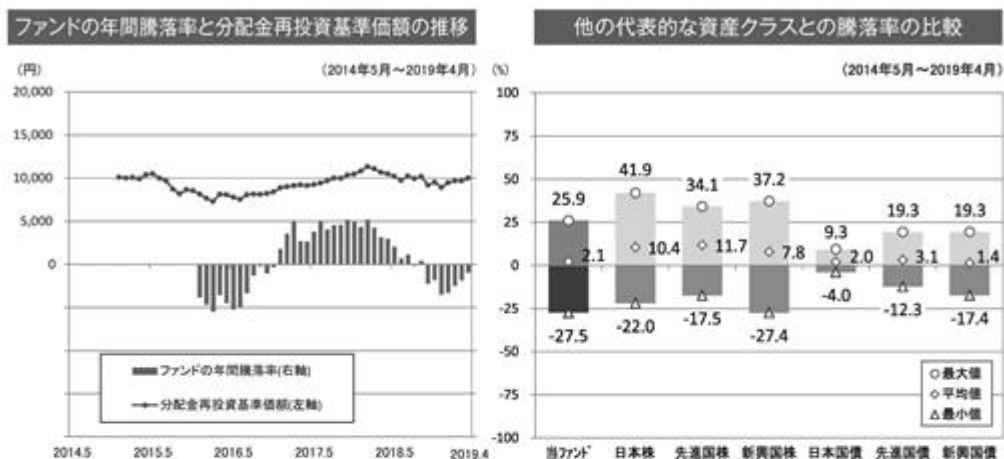 ファンドの年間騰落率と分配金再投資基準価額の推移
(円)
(2014年5月～2019年4月)
20,000
15,000
10,000
5,000
0
ファンドの年間騰落率(右軸)
分配金再投資基準価額(左軸)
2014.5 2015.5 2016.5 2017.5 2018.5 2019.4
他の代表的な資産クラスとの騰落率の比較
(%)
(2014年5月～2019年4月)
100
75
50
25
0
-25
-50
-75
-100
25.9 41.9 34.1 37.2 9.3 19.3 19.3
2.1 10.4 11.7 7.8 2.0 3.1 1.4
-27.5 -22.0 -17.5 -27.4 -4.0 -12.3 -17.4
最大値
平均値
最小値
当ファンド 日本株 先進国株 新興国株 日本国債 先進国債 新興国債